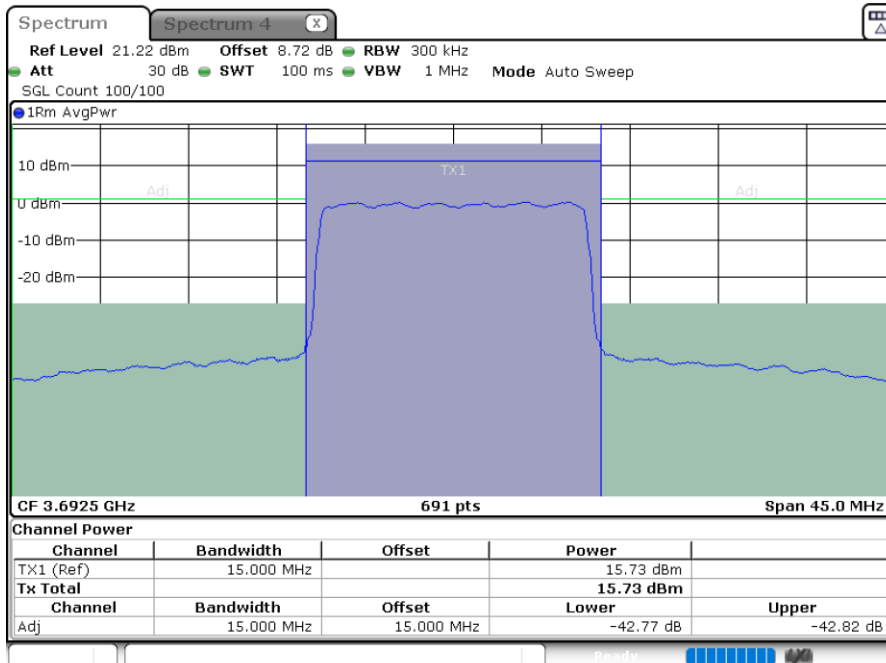 Spectrum Spectrum 4 X
Ref Level 21.22 dBm Offset 8.72 dB RBW 300 kHz
Att 30 dB SWT 100 ms VBW 1 MHz Mode Auto Sweep
SGL Count 100/100
1Rm AvgPwr
10 dBm
TX1
Adj Adj
0 dBm
-10 dBm
-20 dBm
CF 3.6925 GHz 691 pts Span 45.0 MHz
Channel Power
Channel Bandwidth Offset Power
TX1 (Ref) 15.000 MHz 15.73 dBm
Tx Total 15.73 dBm
Channel Bandwidth Offset Lower Upper
Adj 15.000 MHz 15.000 MHz -42.77 dB -42.82 dB
Ready